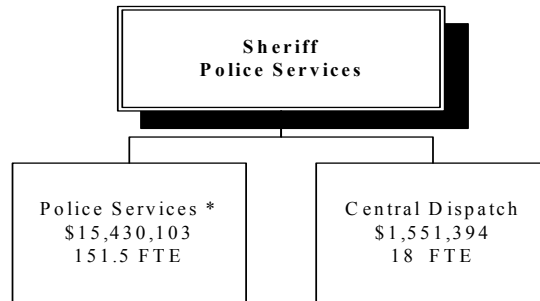 Sheriff
Police Services
Police Services *
$15,430,103
151.5 FTE
Central Dispatch
$1,551,394
18 FTE